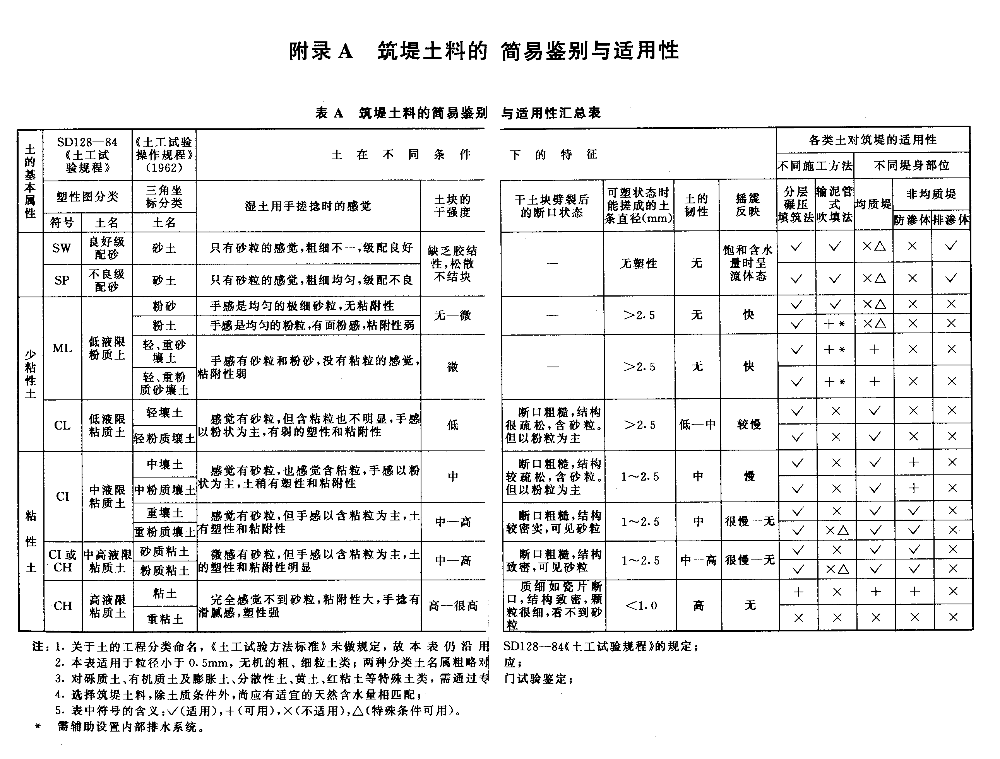 附录 A 筑堤土料的 简易鉴别与适用性
表 A 筑堤土料的简易鉴别 与适用性汇总表
土的基本属性
SD128—84
《土工试
验规程》
《土工试验
操作规程》
(1962)
土 在 不 同 条 件 下 的 特 征
各类土对筑堤的适用性
不同施工方法 不同堤身部位
塑性图分类
三角坐
标分类
湿土用手搓捻时的感觉
土块的
干强度
干土块劈裂后
的断口状态
可塑状态时
能搓成的土
条直径(mm)
土的
韧性
摇震
反映
分层
碾压
填筑法
输泥管
式
吹填法
均质堤
非均质堤
符号 土名 土名
防渗体 排渗体
SW
良好级
配砂
砂土
只有砂粒的感觉,粗细不一,级配良好
缺乏胶结
性,松散
不结块
—
无塑性
无
饱和含水
量时呈
流体态
✓ ✓ ×△ × ✓
SP
不良级
配砂
砂土
只有砂粒的感觉,粗细均匀,级配不良
✓ ✓ ×△ × ✓
少粘性土
ML
低液限
粉质土
粉砂
手感是均匀的极细砂粒,无粘附性
无—微
—
>2.5
无
快
✓ ✓ ×△ × ×
粉土
手感是均匀的粉粒,有面粉感,粘附性弱
✓ +* ×△ × ×
轻、重砂
壤土
手感有砂粒和粉砂,没有粘粒的感觉,
粘附性弱
微
—
>2.5
无
快
✓ +* + × ×
轻、重粉
质砂壤土
✓ +* + × ×
CL
低液限
粘质土
轻壤土
感觉有砂粒,但含粘粒也不明显,手感
以粉状为主,有弱的塑性和粘附性
低
断口粗糙,结构
很疏松,含砂粒。
但以粉粒为主
>2.5
低—中
较慢
✓ × ✓ × ×
轻粉质壤土
✓ × ✓ × ×
粘性土
CI
中液限
粘质土
中壤土
感觉有砂粒,也感觉含粘粒,手感以粉
状为主,土稍有塑性和粘附性
中
断口粗糙,结构
较疏松,含砂粒。
但以粉粒为主
1～2.5
中
慢
✓ × ✓ + ×
中粉质壤土
✓ × ✓ + ×
重壤土
感觉有砂粒,但手感以含粘粒为主,土
有塑性和粘附性
中—高
断口粗糙,结构
较密实,可见砂粒
1～2.5
中
很慢—无
✓ × ✓ ✓ ×
重粉质壤土
✓ ×△ ✓ ✓ ×
CI 或
CH
中高液限
粘质土
砂质粘土
微感有砂粒,但手感以含粘粒为主,土
的塑性和粘附性明显
中—高
断口粗糙,结构
致密,可见砂粒
1～2.5
中—高
很慢—无
✓ × ✓ ✓ ×
粉质粘土
✓ ×△ ✓ ✓ ×
CH
高液限
粘质土
粘土
完全感觉不到砂粒,粘附性大,手捻有
滑腻感,塑性强
高—很高
质细如瓷片断
口,结构致密,颗
粒很细,看不到砂
粒
<1.0
高
无
+ × + + ×
重粘土
× × × × ×
注: 1. 关于土的工程分类命名,《土工试验方法标准》未做规定,故本表仍沿用 SD128—84《土工试验规程》的规定;
2. 本表适用于粒径小于 0.5mm,无机的粗、细粒土类;两种分类土名属粗略对 应;
3. 对砾质土、有机质土及膨胀土、分散性土、黄土、红粘土等特殊土类,需通过专 门试验鉴定;
4. 选择筑堤土料,除土质条件外,尚应有适宜的天然含水量相匹配;
5. 表中符号的含义:✓(适用),+(可用),×(不适用),△(特殊条件可用)。
* 需辅助设置内部排水系统。